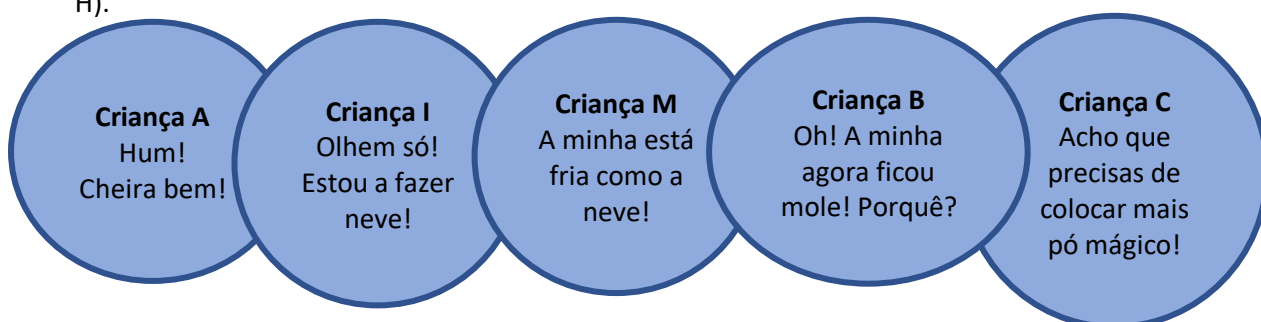 H).
Criança A
Hum!
Cheira bem!
Criança I
Olhem só!
Estou a fazer
neve!
Criança M
A minha está
fria como a
neve!
Criança B
Oh! A minha
agora ficou
mole! Porquê?
Criança C
Acho que
precisas de
colocar mais
pó mágico!